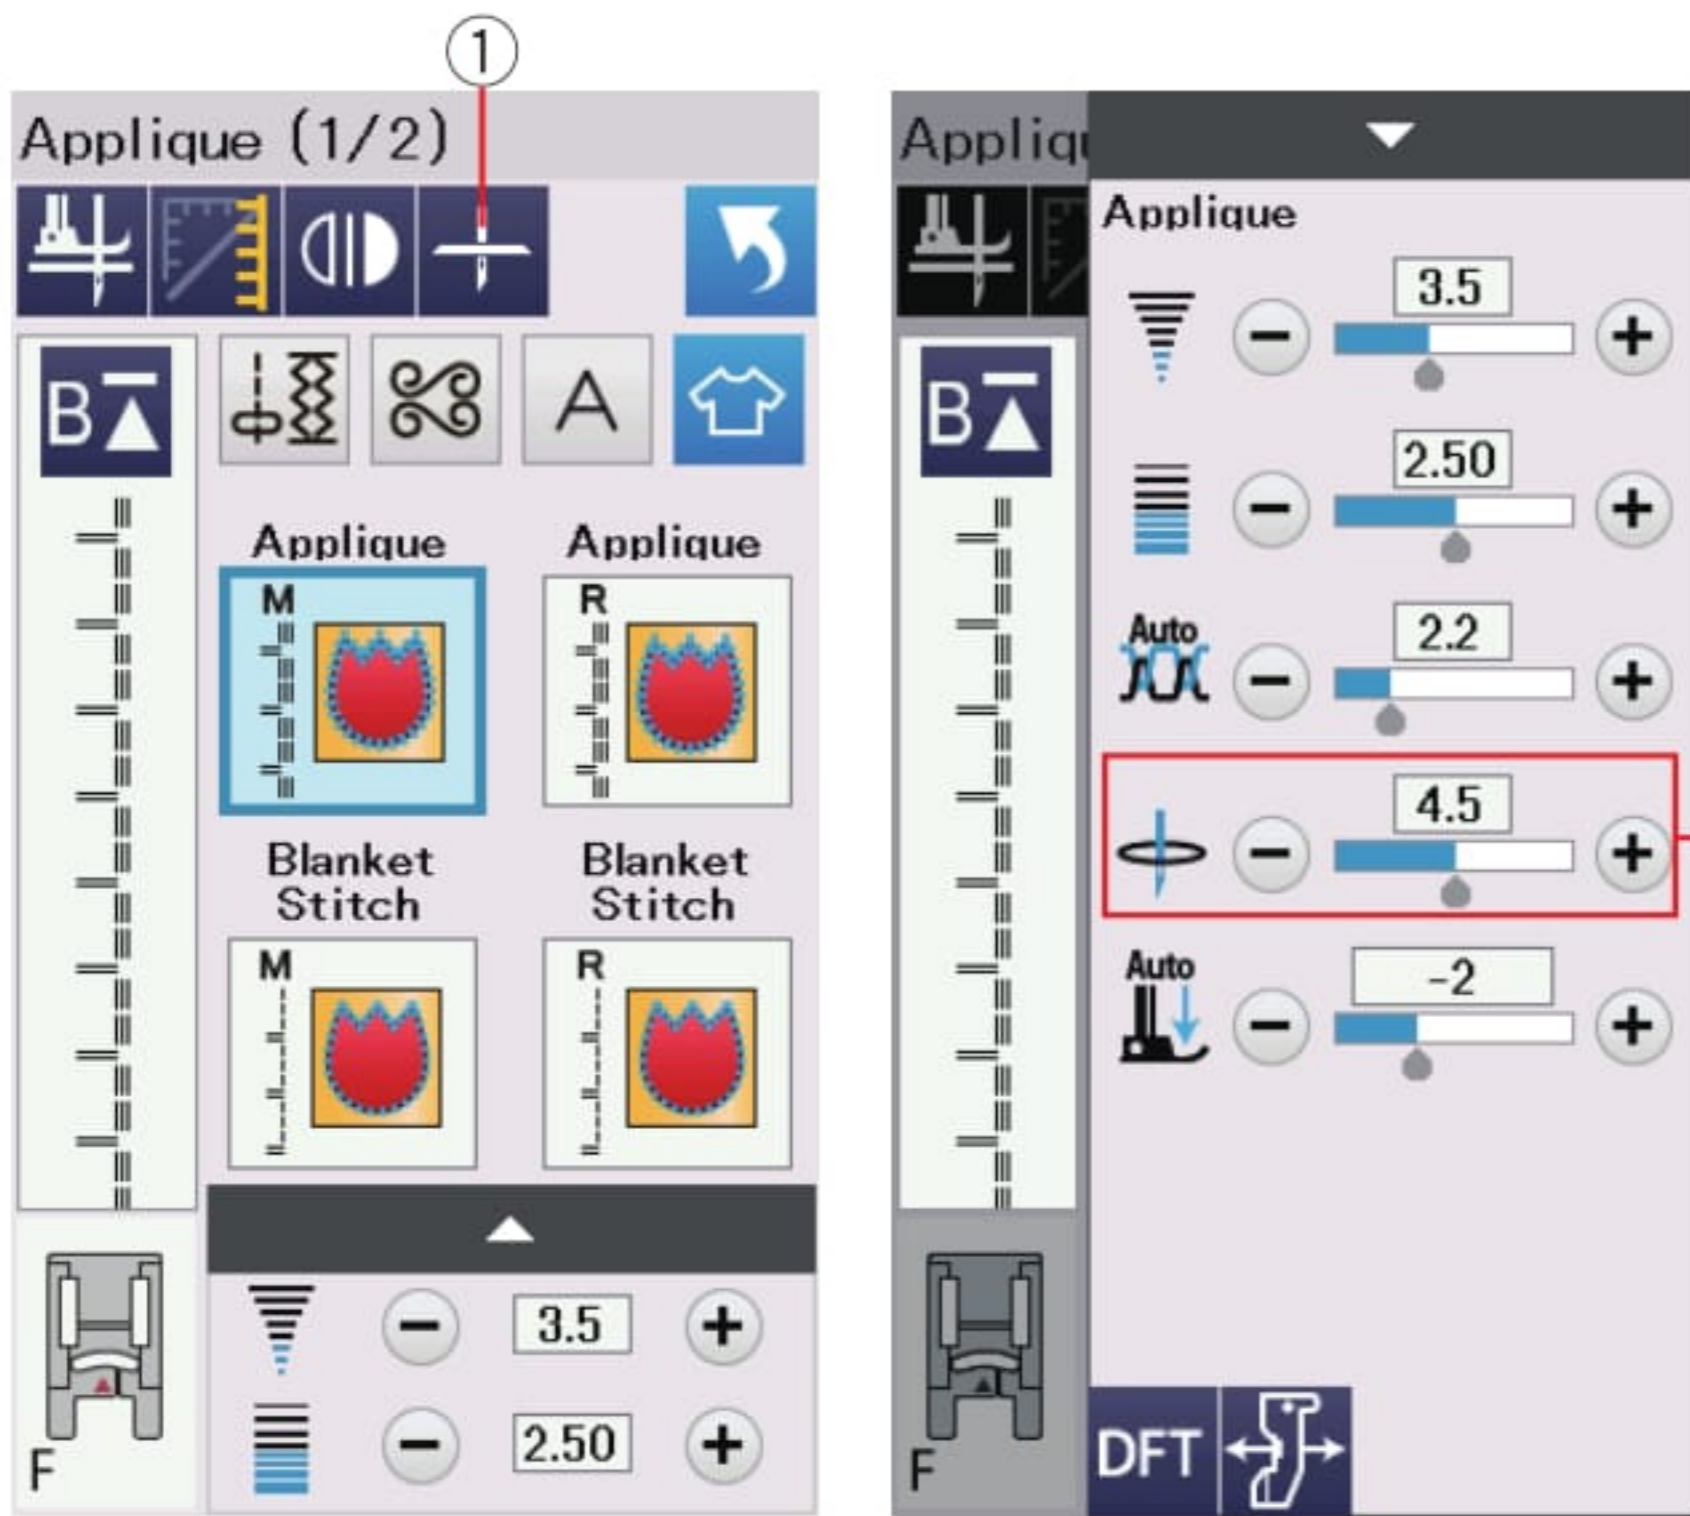 1
Applique (1/2)
B
A
Applique Applique
M R
Blanket Blanket
Stitch Stitch
M R
3.5
2.50
F
Appliqu
Applique
3.5
B
2.50
Auto
2.2
4.5
Auto
-2
DFT
F